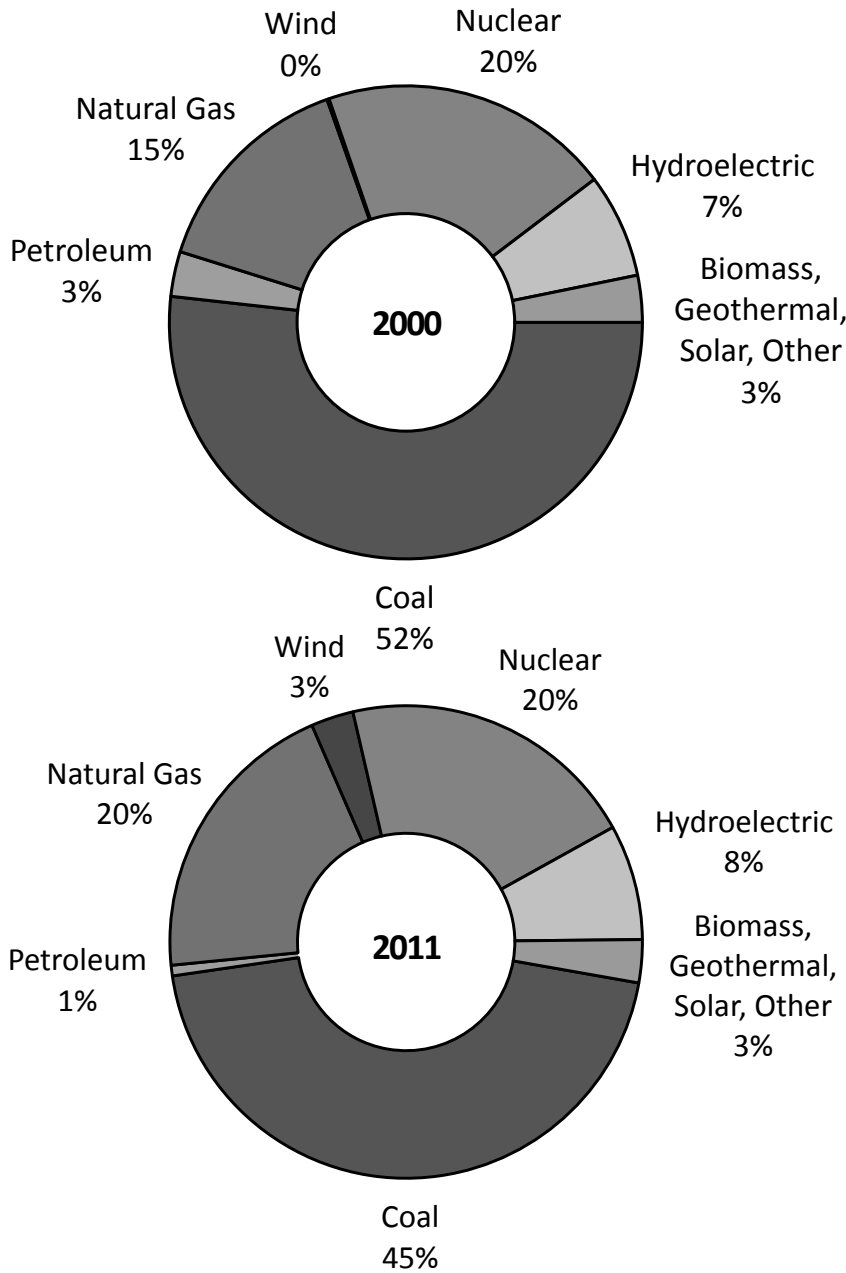 Wind
0%
Nuclear
20%
Natural Gas
15%
Hydroelectric
7%
Petroleum
3%
Biomass,
Geothermal,
Solar, Other
3%
2000
Coal
52%
Wind
3%
Nuclear
20%
Natural Gas
20%
Hydroelectric
8%
Petroleum
1%
Biomass,
Geothermal,
Solar, Other
3%
2011
Coal
45%